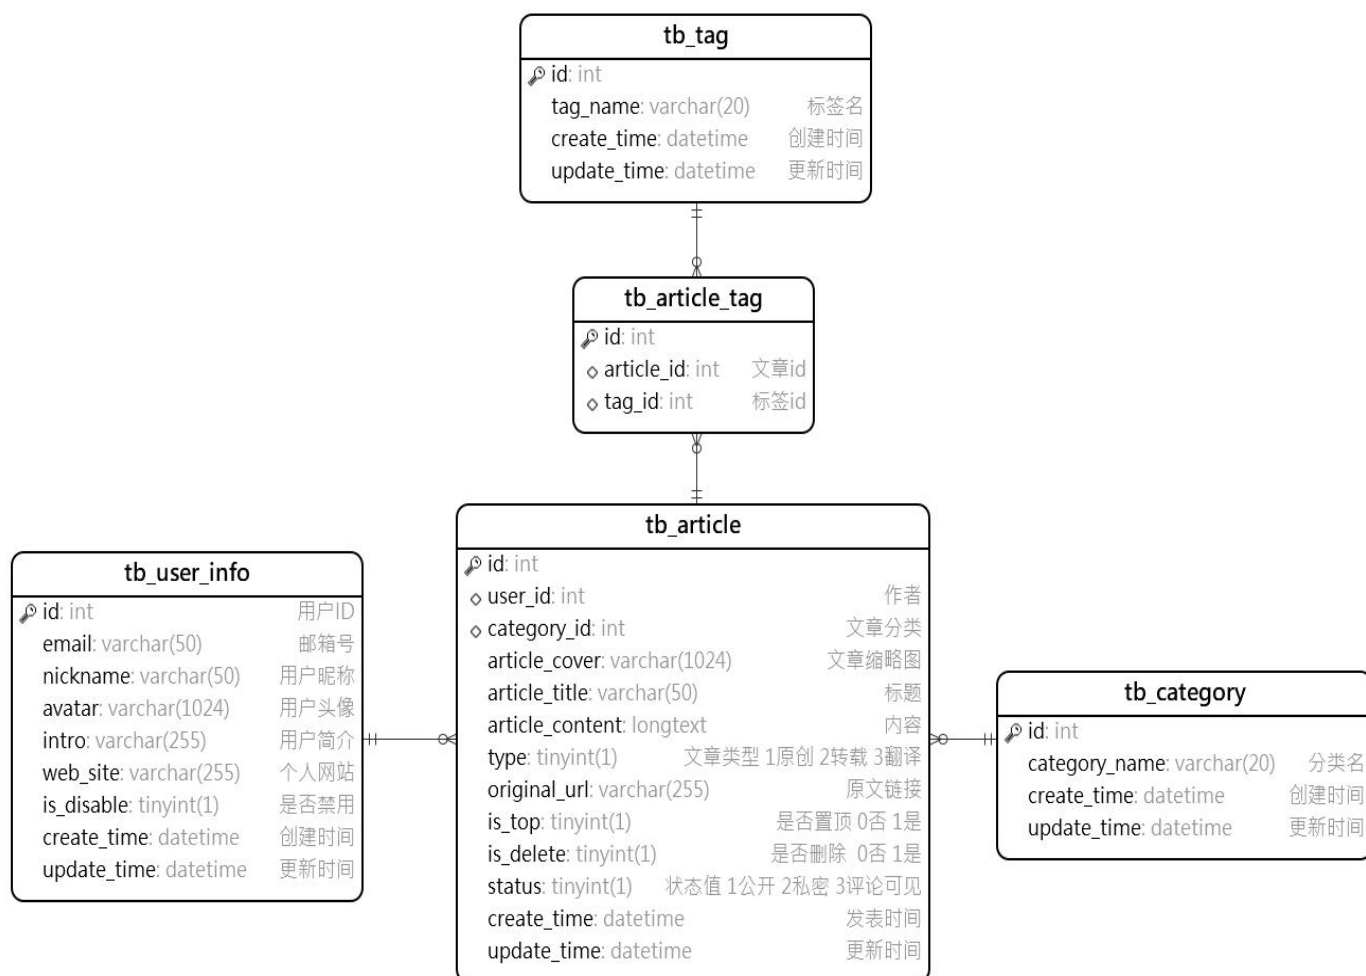 tb_tag
id: int
tag_name: varchar(20) 标签名
create_time: datetime 创建时间
update_time: datetime 更新时间
tb_article_tag
id: int
article_id: int 文章id
tag_id: int 标签id
tb_article
id: int
user_id: int 作者
category_id: int 文章分类
article_cover: varchar(1024) 文章缩略图
article_title: varchar(50) 标题
article_content: longtext 内容
type: tinyint(1) 文章类型 1原创 2转载 3翻译
original_url: varchar(255) 原文链接
is_top: tinyint(1) 是否置顶 0否 1是
is_delete: tinyint(1) 是否删除 0否 1是
status: tinyint(1) 状态值 1公开 2私密 3评论可见
create_time: datetime 发表时间
update_time: datetime 更新时间
tb_user_info
id: int 用户ID
email: varchar(50) 邮箱号
nickname: varchar(50) 用户昵称
avatar: varchar(1024) 用户头像
intro: varchar(255) 用户简介
web_site: varchar(255) 个人网站
is_disable: tinyint(1) 是否禁用
create_time: datetime 创建时间
update_time: datetime 更新时间
tb_category
id: int
category_name: varchar(20) 分类名
create_time: datetime 创建时间
update_time: datetime 更新时间